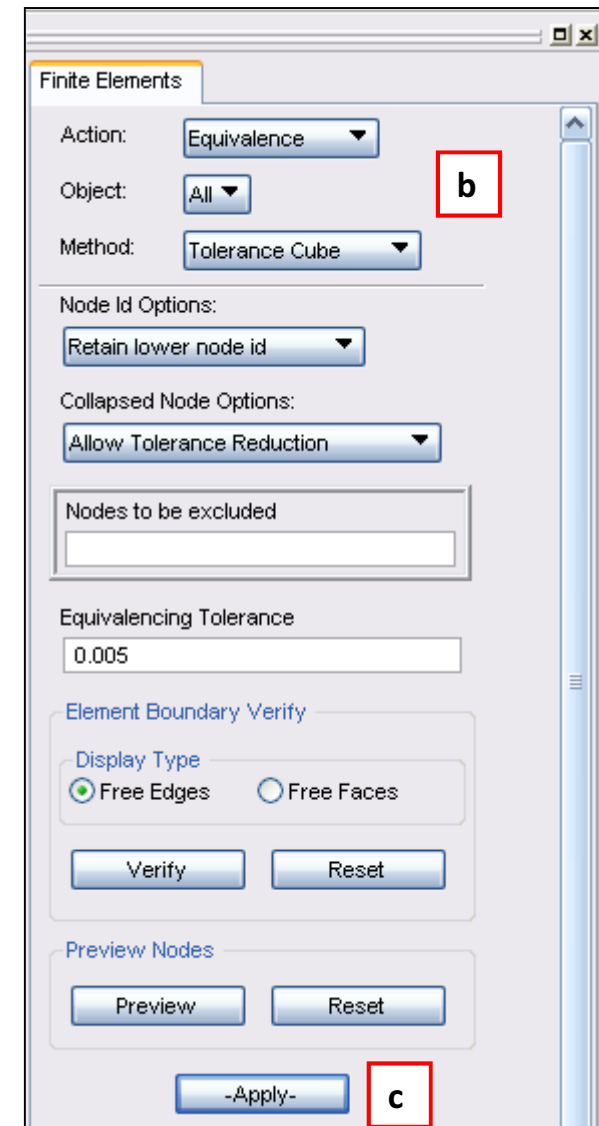 Finite Elements
Action: Equivalence
b
Object: All
Method: Tolerance Cube
Node Id Options:
Retain lower node id
Collapsed Node Options:
Allow Tolerance Reduction
Nodes to be excluded
Equivalencing Tolerance
0.005
Element Boundary Verify
Display Type
Free Edges Free Faces
Verify Reset
Preview Nodes
Preview Reset
-Apply- c